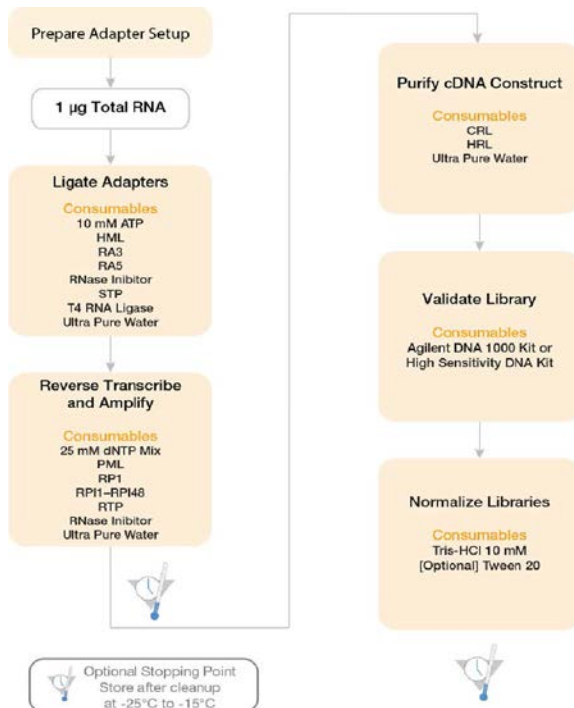 Prepare Adapter Setup
1 µg Total RNA
Ligate Adapters
Consumables
10 mM ATP
HML
RA3
RA5
RNase Inibitor
STP
T4 RNA Ligase
Ultra Pure Water
Reverse Transcribe
and Amplify
Consumables
25 mM dNTP Mix
PML
RP1
RPI1–RPI48
RTP
RNase Inibitor
Ultra Pure Water
Optional Stopping Point
Store after cleanup
at -25°C to -15°C
Purify cDNA Construct
Consumables
CRL
HRL
Ultra Pure Water
Validate Library
Consumables
Agilent DNA 1000 Kit or
High Sensitivity DNA Kit
Normalize Libraries
Consumables
Tris-HCl 10 mM
[Optional] Tween 20